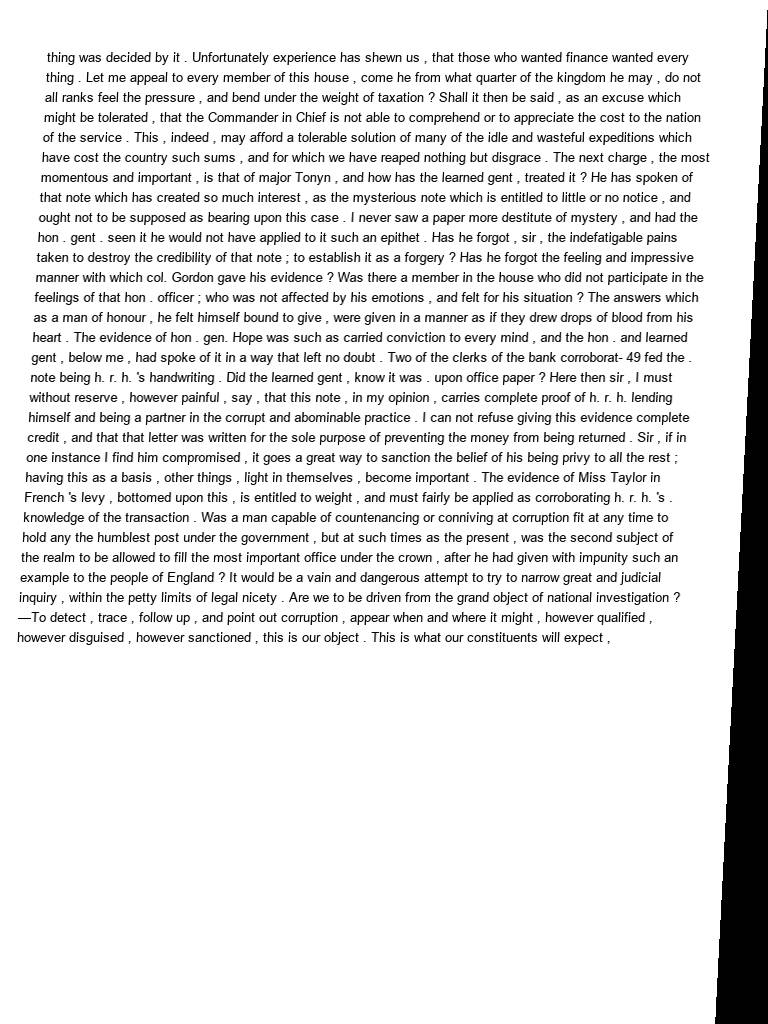 thing was decided by it . Unfortunately experience has shewn us , that those who wanted finance wanted every
thing . Let me appeal to every member of this house , come he from what quarter of the kingdom he may , do not
all ranks feel the pressure , and bend under the weight of taxation ? Shall it then be said , as an excuse which
might be tolerated , that the Commander in Chief is not able to comprehend or to appreciate the cost to the nation
of the service . This , indeed , may afford a tolerable solution of many of the idle and wasteful expeditions which
have cost the country such sums , and for which we have reaped nothing but disgrace . The next charge , the most
momentous and important , is that of major Tonyn , and how has the learned gent , treated it ? He has spoken of
that note which has created so much interest , as the mysterious note which is entitled to little or no notice , and
ought not to be supposed as bearing upon this case . I never saw a paper more destitute of mystery , and had the
hon . gent . seen it he would not have applied to it such an epithet . Has he forgot , sir , the indefatigable pains
taken to destroy the credibility of that note ; to establish it as a forgery ? Has he forgot the feeling and impressive
manner with which col. Gordon gave his evidence ? Was there a member in the house who did not participate in the
feelings of that hon . officer ; who was not affected by his emotions , and felt for his situation ? The answers which
as a man of honour , he felt himself bound to give , were given in a manner as if they drew drops of blood from his
heart . The evidence of hon . gen. Hope was such as carried conviction to every mind , and the hon . and learned
gent , below me , had spoke of it in a way that left no doubt . Two of the clerks of the bank corroborat- 49 fed the .
note being h. r. h. 's handwriting . Did the learned gent , know it was . upon office paper ? Here then sir , I must
without reserve , however painful , say , that this note , in my opinion , carries complete proof of h. r. h. lending
himself and being a partner in the corrupt and abominable practice . I can not refuse giving this evidence complete
credit , and that that letter was written for the sole purpose of preventing the money from being returned . Sir , if in
one instance I find him compromised , it goes a great way to sanction the belief of his being privy to all the rest ;
having this as a basis , other things , light in themselves , become important . The evidence of Miss Taylor in
French 's levy , bottomed upon this , is entitled to weight , and must fairly be applied as corroborating h. r. h. 's .
knowledge of the transaction . Was a man capable of countenancing or conniving at corruption fit at any time to
hold any the humblest post under the government , but at such times as the present , was the second subject of
the realm to be allowed to fill the most important office under the crown , after he had given with impunity such an
example to the people of England ? It would be a vain and dangerous attempt to try to narrow great and judicial
inquiry , within the petty limits of legal nicety . Are we to be driven from the grand object of national investigation ?
—To detect , trace , follow up , and point out corruption , appear when and where it might , however qualified ,
however disguised , however sanctioned , this is our object . This is what our constituents will expect ,